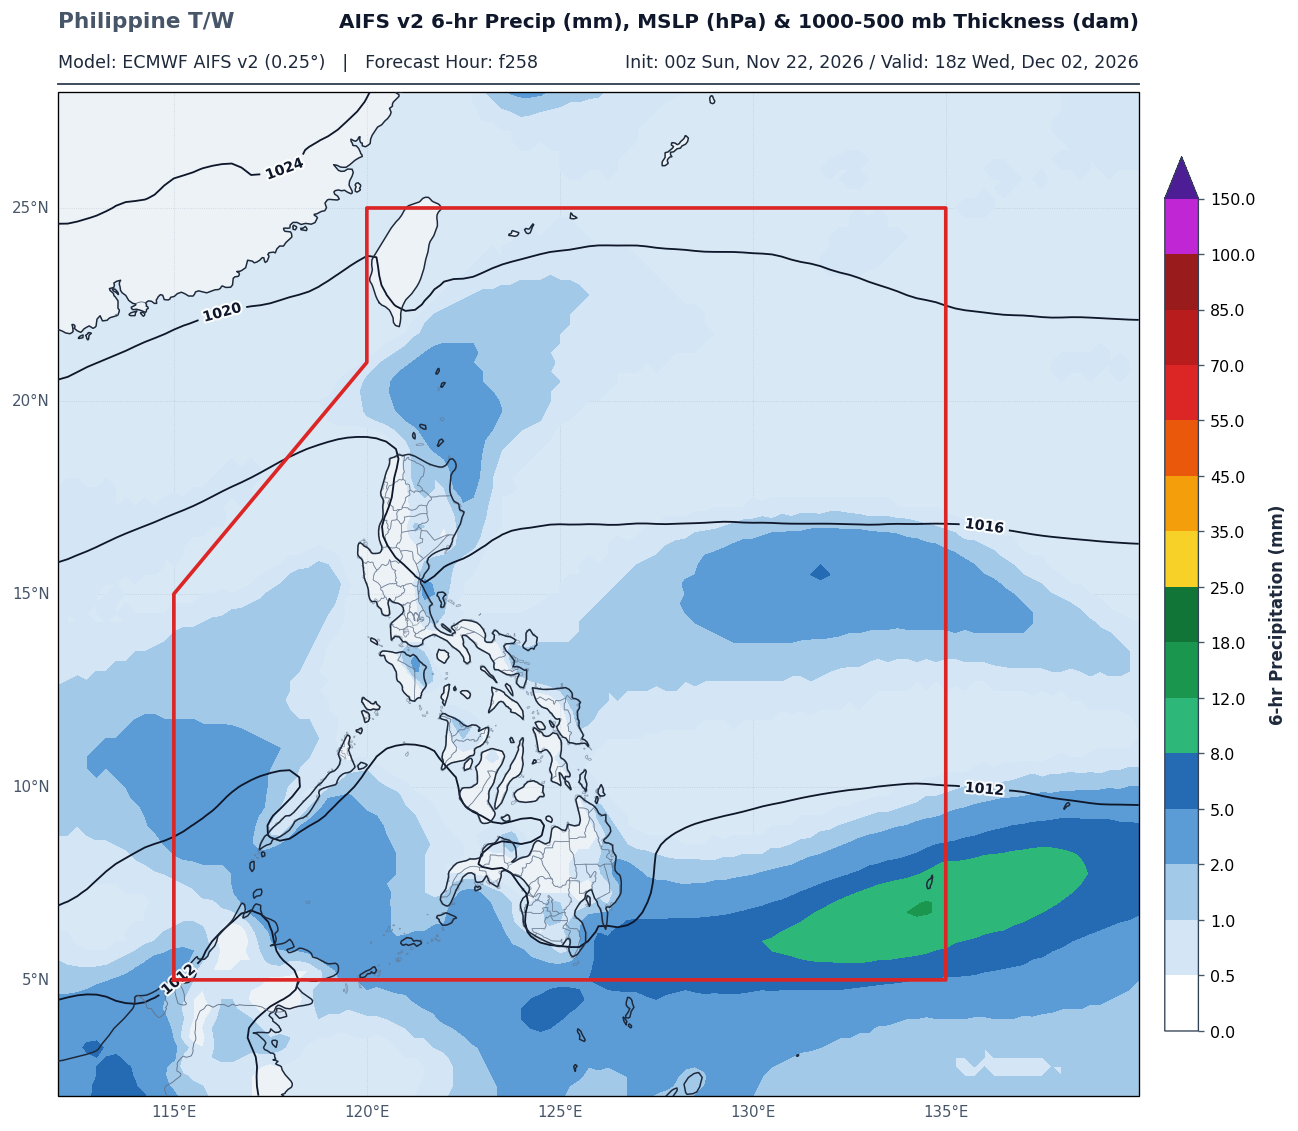 Philippine T/W
AIFS v2 6-hr Precip (mm), MSLP (hPa) & 1000-500 mb Thickness (dam)
Model: ECMWF AIFS v2 (0.25°) | Forecast Hour: f258
Init: 00z Sun, Nov 22, 2026 / Valid: 18z Wed, Dec 02, 2026
1024
1020
1016
1012
1012
25°N
20°N
15°N
10°N
5°N
115°E
120°E
125°E
130°E
135°E
150.0
100.0
85.0
70.0
55.0
45.0
35.0
25.0
18.0
12.0
8.0
5.0
2.0
1.0
0.5
0.0
6-hr Precipitation (mm)